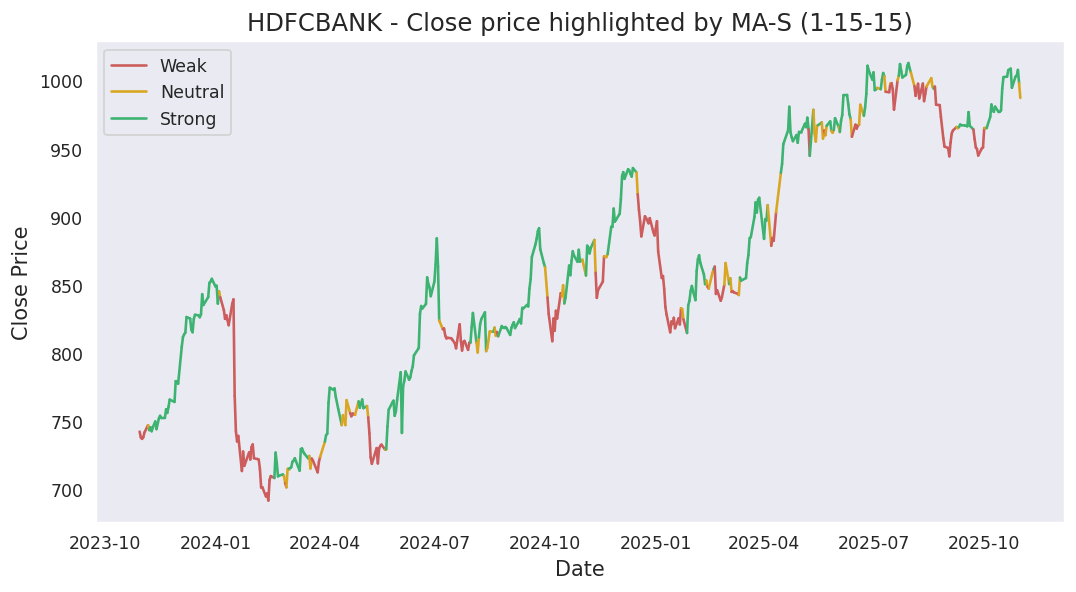 HDFCBANK - Close price highlighted by MA-S (1-15-15)
Weak
Neutral
Strong
1000
950
900
850
800
750
700
Close Price
2023-10 2024-01 2024-04 2024-07 2024-10 2025-01 2025-04 2025-07 2025-10
Date